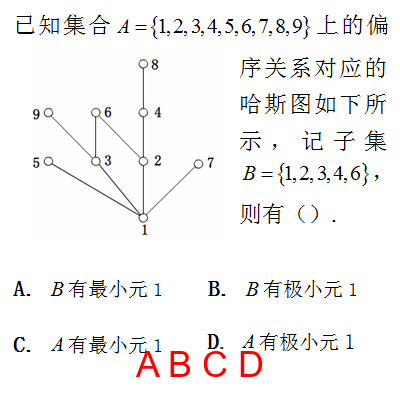 已知集合 A={1,2,3,4,5,6,7,8,9} 上的偏
序关系对应的
哈斯图如下所
示，记子集
B={1,2,3,4,6}，
则有（）.
8
9 6 4
5 3 2 7
1
A. B 有最小元 1 B. B 有极小元 1
C. A 有最小元 1 D. A 有极小元 1
A B C D